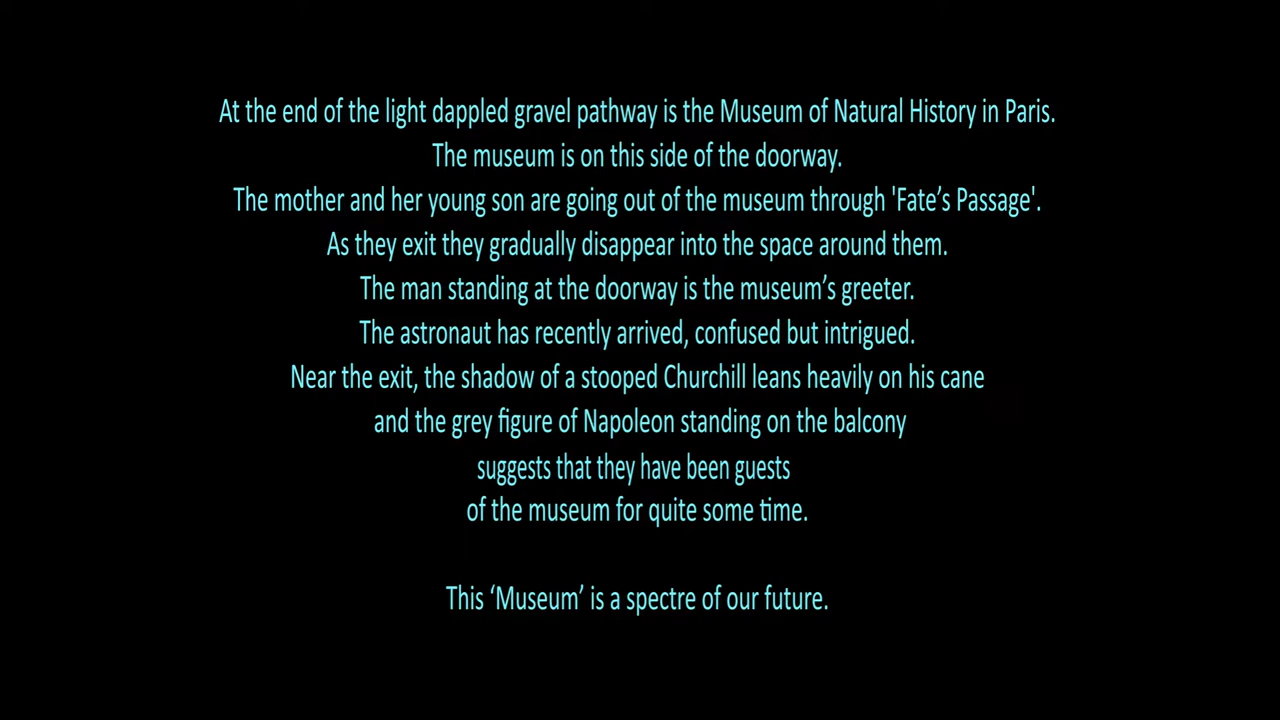 At the end of the light dappled gravel pathway is the Museum of Natural History in Paris.
The museum is on this side of the doorway.
The mother and her young son are going out of the museum through 'Fate’s Passage'.
As they exit they gradually disappear into the space around them.
The man standing at the doorway is the museum’s greeter.
The astronaut has recently arrived, confused but intrigued.
Near the exit, the shadow of a stooped Churchill leans heavily on his cane
and the grey figure of Napoleon standing on the balcony
suggests that they have been guests
of the museum for quite some time.
This ‘Museum’ is a spectre of our future.